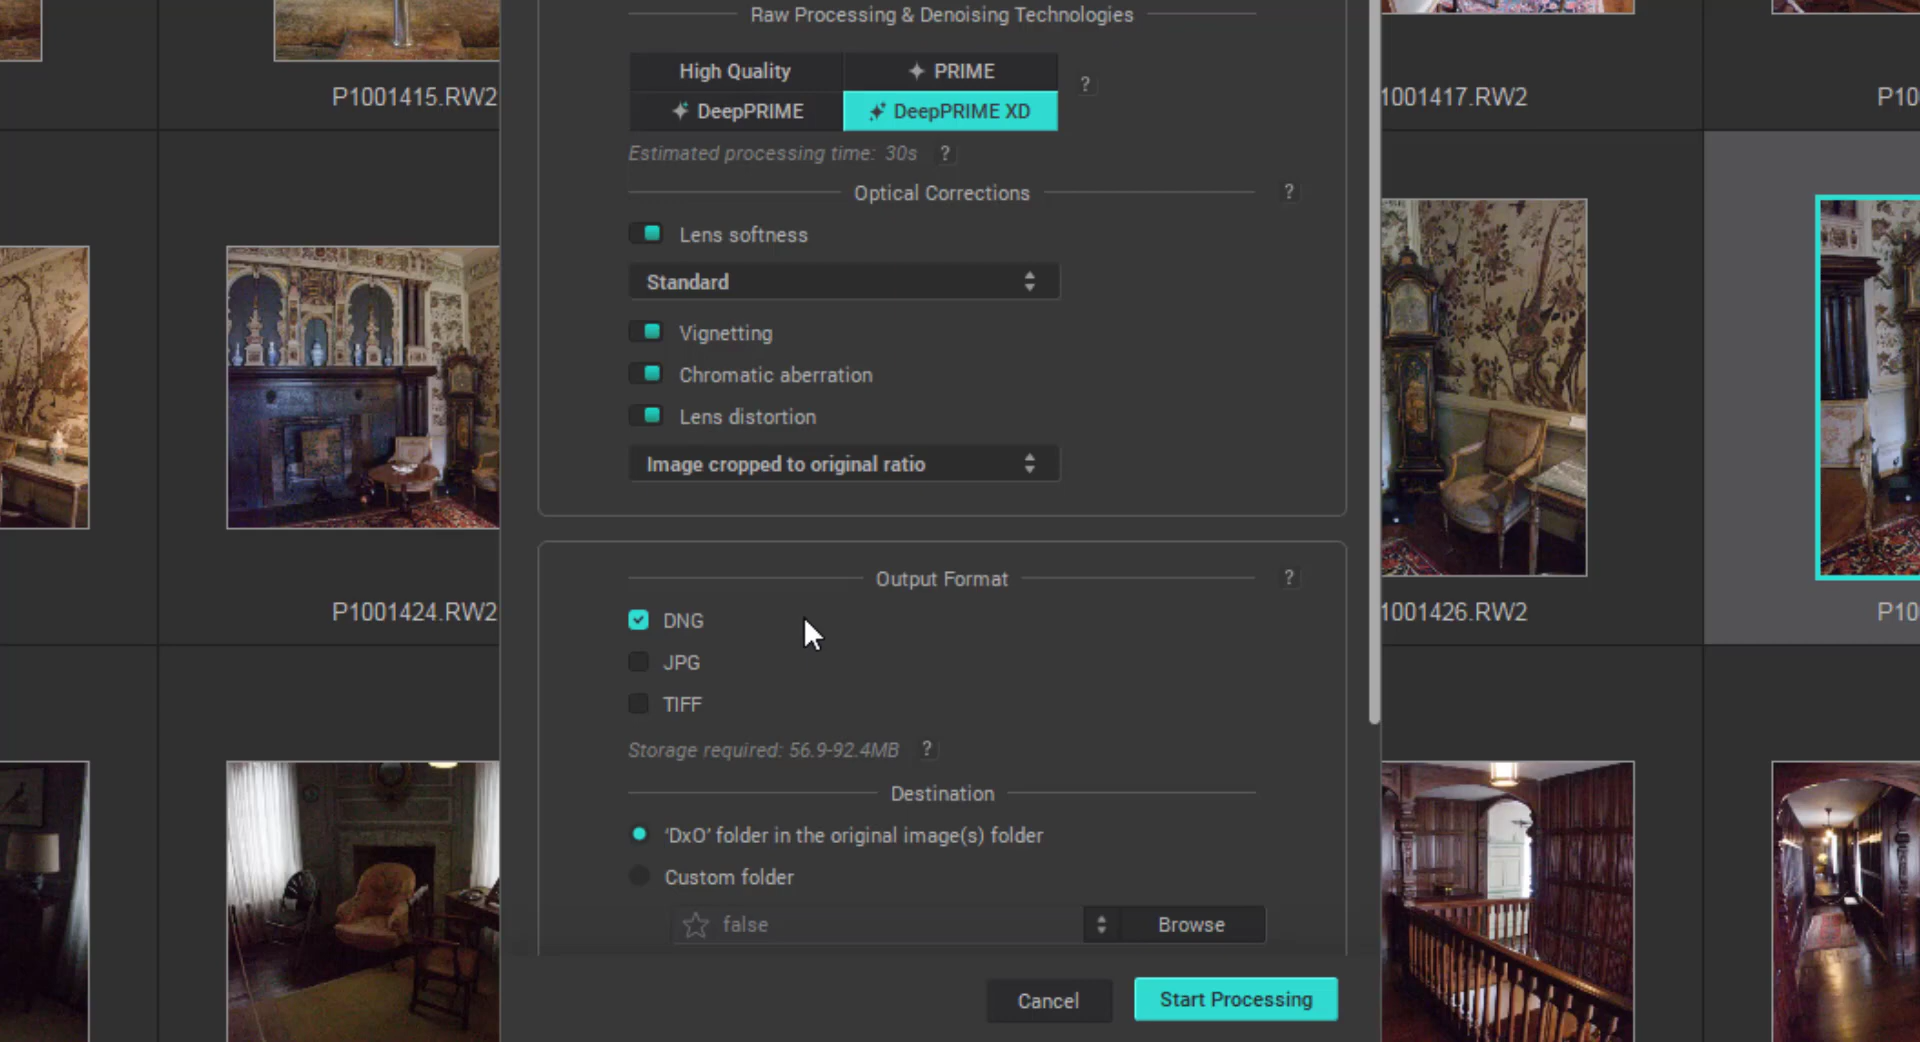 Raw Processing & Denoising Technologies
High Quality
PRIME
?
DeepPRIME
DeepPRIME XD
Estimated processing time: 30s ?
Optical Corrections ?
Lens softness
Standard
Vignetting
Chromatic aberration
Lens distortion
Image cropped to original ratio
Output Format ?
DNG
JPG
TIFF
Storage required: 56.9-92.4MB ?
Destination
‘DxO’ folder in the original image(s) folder
Custom folder
false
Browse
Cancel
Start Processing
P1001415.RW2
1001417.RW2
P10
P1001424.RW2
1001426.RW2
P10